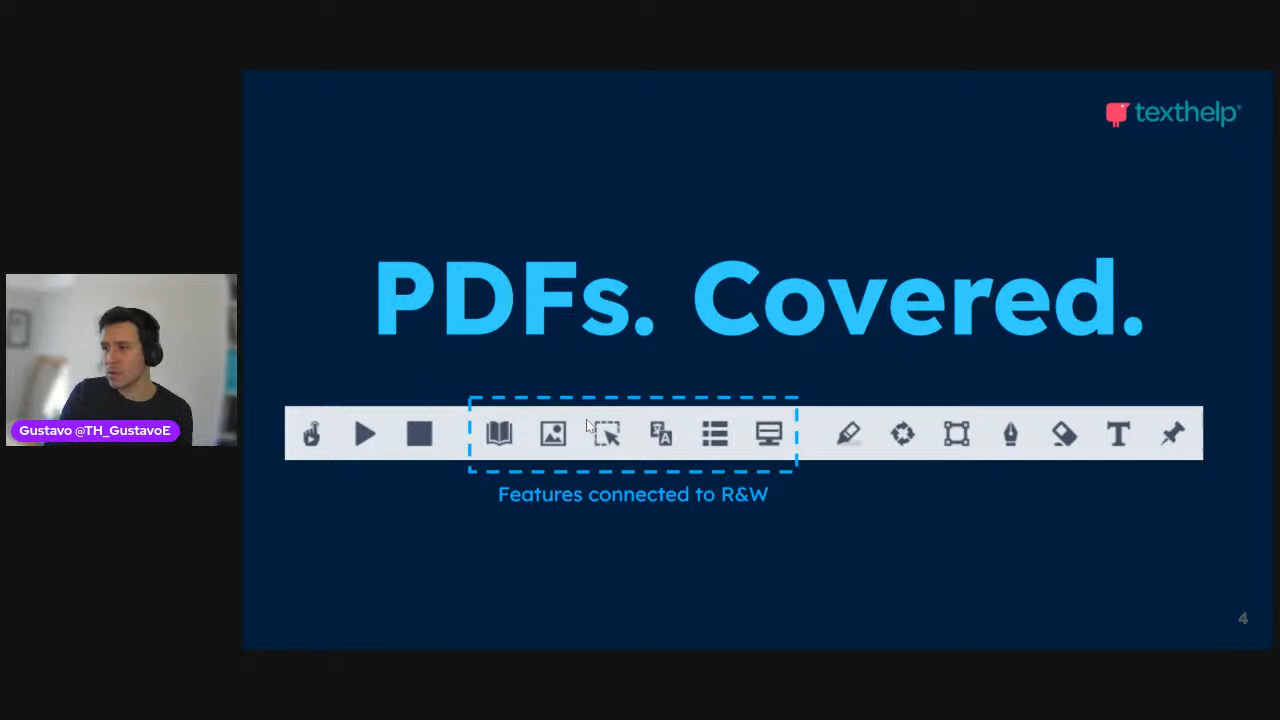 texthelp®
PDFs. Covered.
T
Features connected to R&W
Gustavo @TH_GustavoE
4